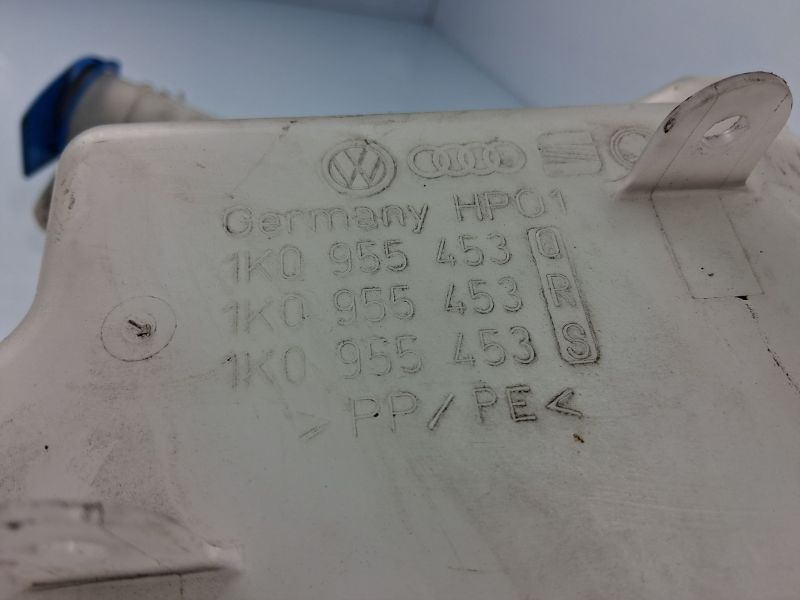 Germany HP01
1K0 955 453 Q
1K0 955 453 R
1K0 955 453 S
>PP/PE<